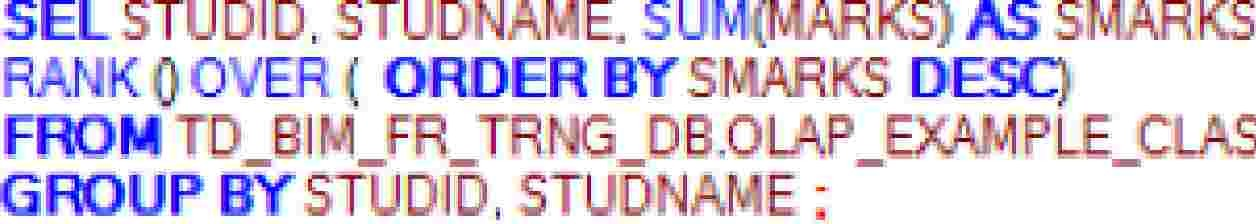 SEL STUDID, STUDNAME, SUM(MARKS) AS SMARKS
RANK () OVER ( ORDER BY SMARKS DESC)
FROM TD_BIM_FR_TRNG_DB.OLAP_EXAMPLE_CLAS
GROUP BY STUDID, STUDNAME ;